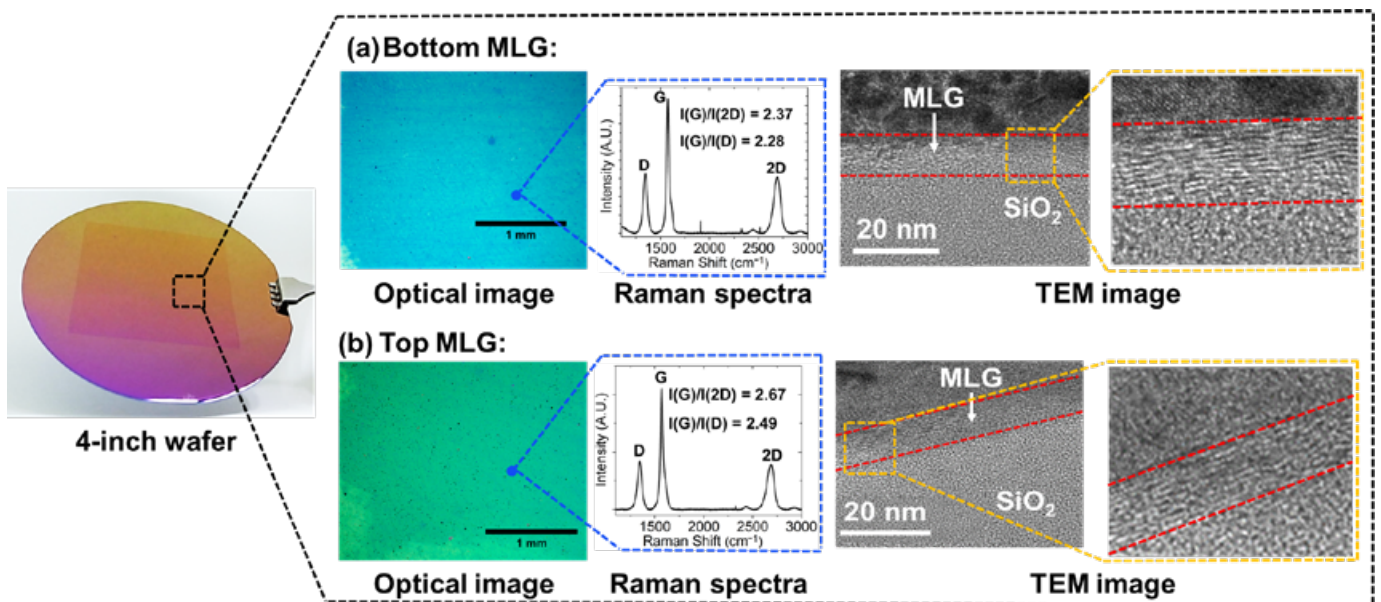 (a) Bottom MLG:
G
I(G)/I(2D) = 2.37
I(G)/I(D) = 2.28
D
2D
Intensity (A.U.)
1500 2000 2500 3000
Raman Shift (cm⁻¹)
1 mm
MLG
SiO₂
20 nm
Optical image
Raman spectra
TEM image
4-inch wafer
(b) Top MLG:
G
I(G)/I(2D) = 2.67
I(G)/I(D) = 2.49
D
2D
Intensity (A.U.)
1500 2000 2500 3000
Raman Shift (cm⁻¹)
1 mm
MLG
SiO₂
20 nm
Optical image
Raman spectra
TEM image